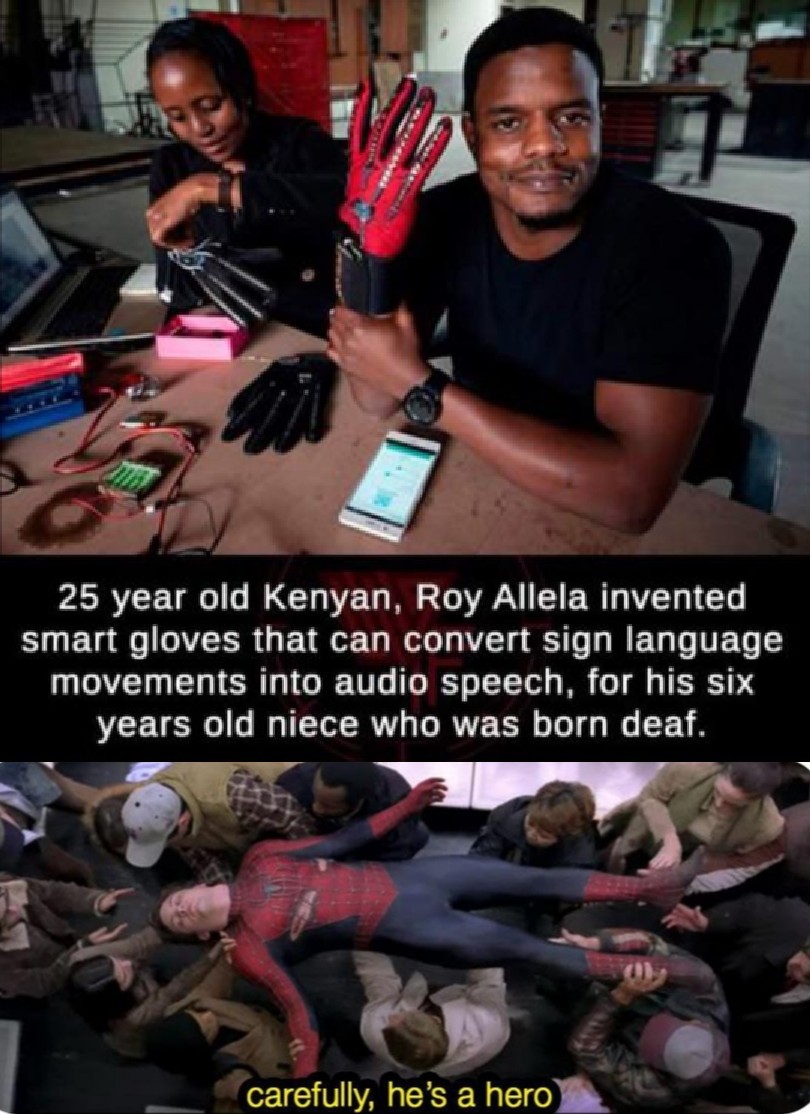 25 year old Kenyan, Roy Allela invented
smart gloves that can convert sign language
movements into audio speech, for his six
years old niece who was born deaf.
carefully, he's a hero